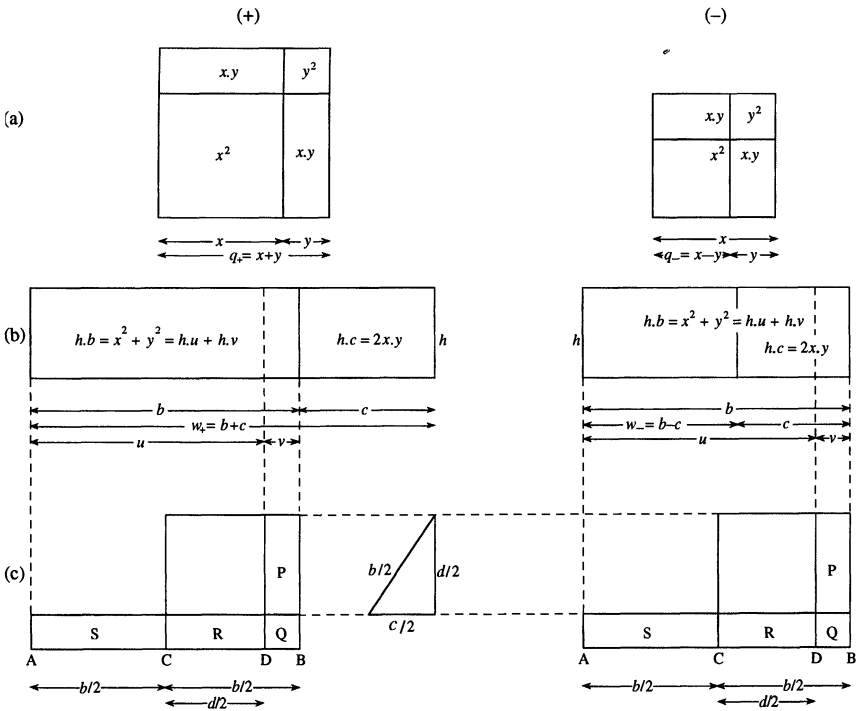 (+) (−)
(a)
x.y y²
x² x.y
x y
q₊= x+y
x.y y²
x² x.y
x
q₋= x−y y
(b)
h.b = x² + y² = h.u + h.v h.c = 2x.y h
b c
w₊= b+c
u v
h h.b = x² + y² = h.u + h.v
h.c = 2x.y
b
w₋= b−c c
u v
(c)
P
S R Q
A C D B
b/2 b/2
d/2
b/2 d/2
C/2
P
S R Q
A C D B
b/2 b/2
d/2